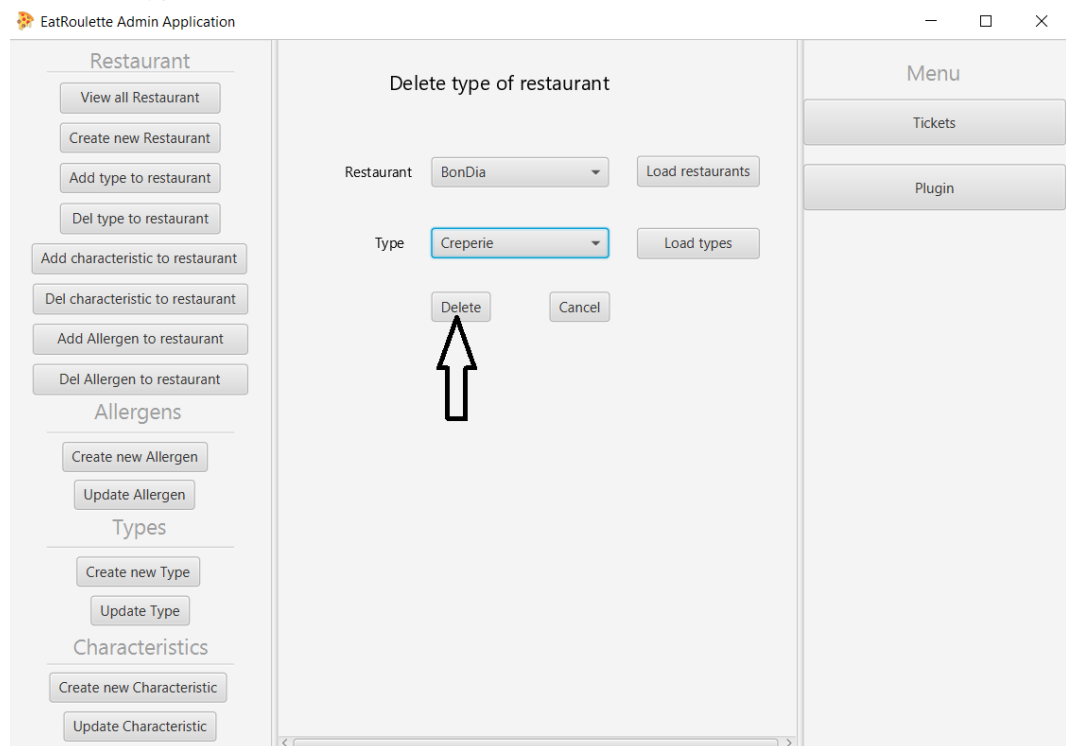 EatRoulette Admin Application
Restaurant
View all Restaurant
Create new Restaurant
Add type to restaurant
Del type to restaurant
Add characteristic to restaurant
Del characteristic to restaurant
Add Allergen to restaurant
Del Allergen to restaurant
Allergens
Create new Allergen
Update Allergen
Types
Create new Type
Update Type
Characteristics
Create new Characteristic
Update Characteristic
Delete type of restaurant
Restaurant BonDia Load restaurants
Type Creperie Load types
Delete Cancel
Menu
Tickets
Plugin